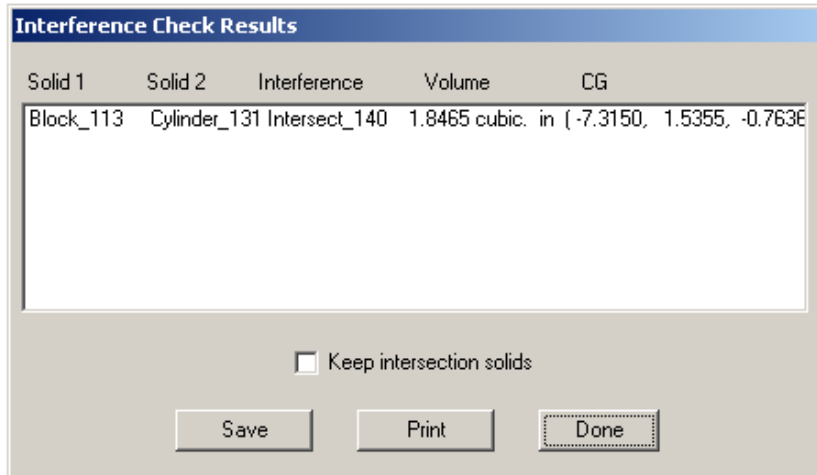 Interference Check Results
Solid 1 Solid 2 Interference Volume CG
Block_113 Cylinder_131 Intersect_140 1.8465 cubic. in ( -7.3150, 1.5355, -0.763
Keep intersection solids
Save Print Done